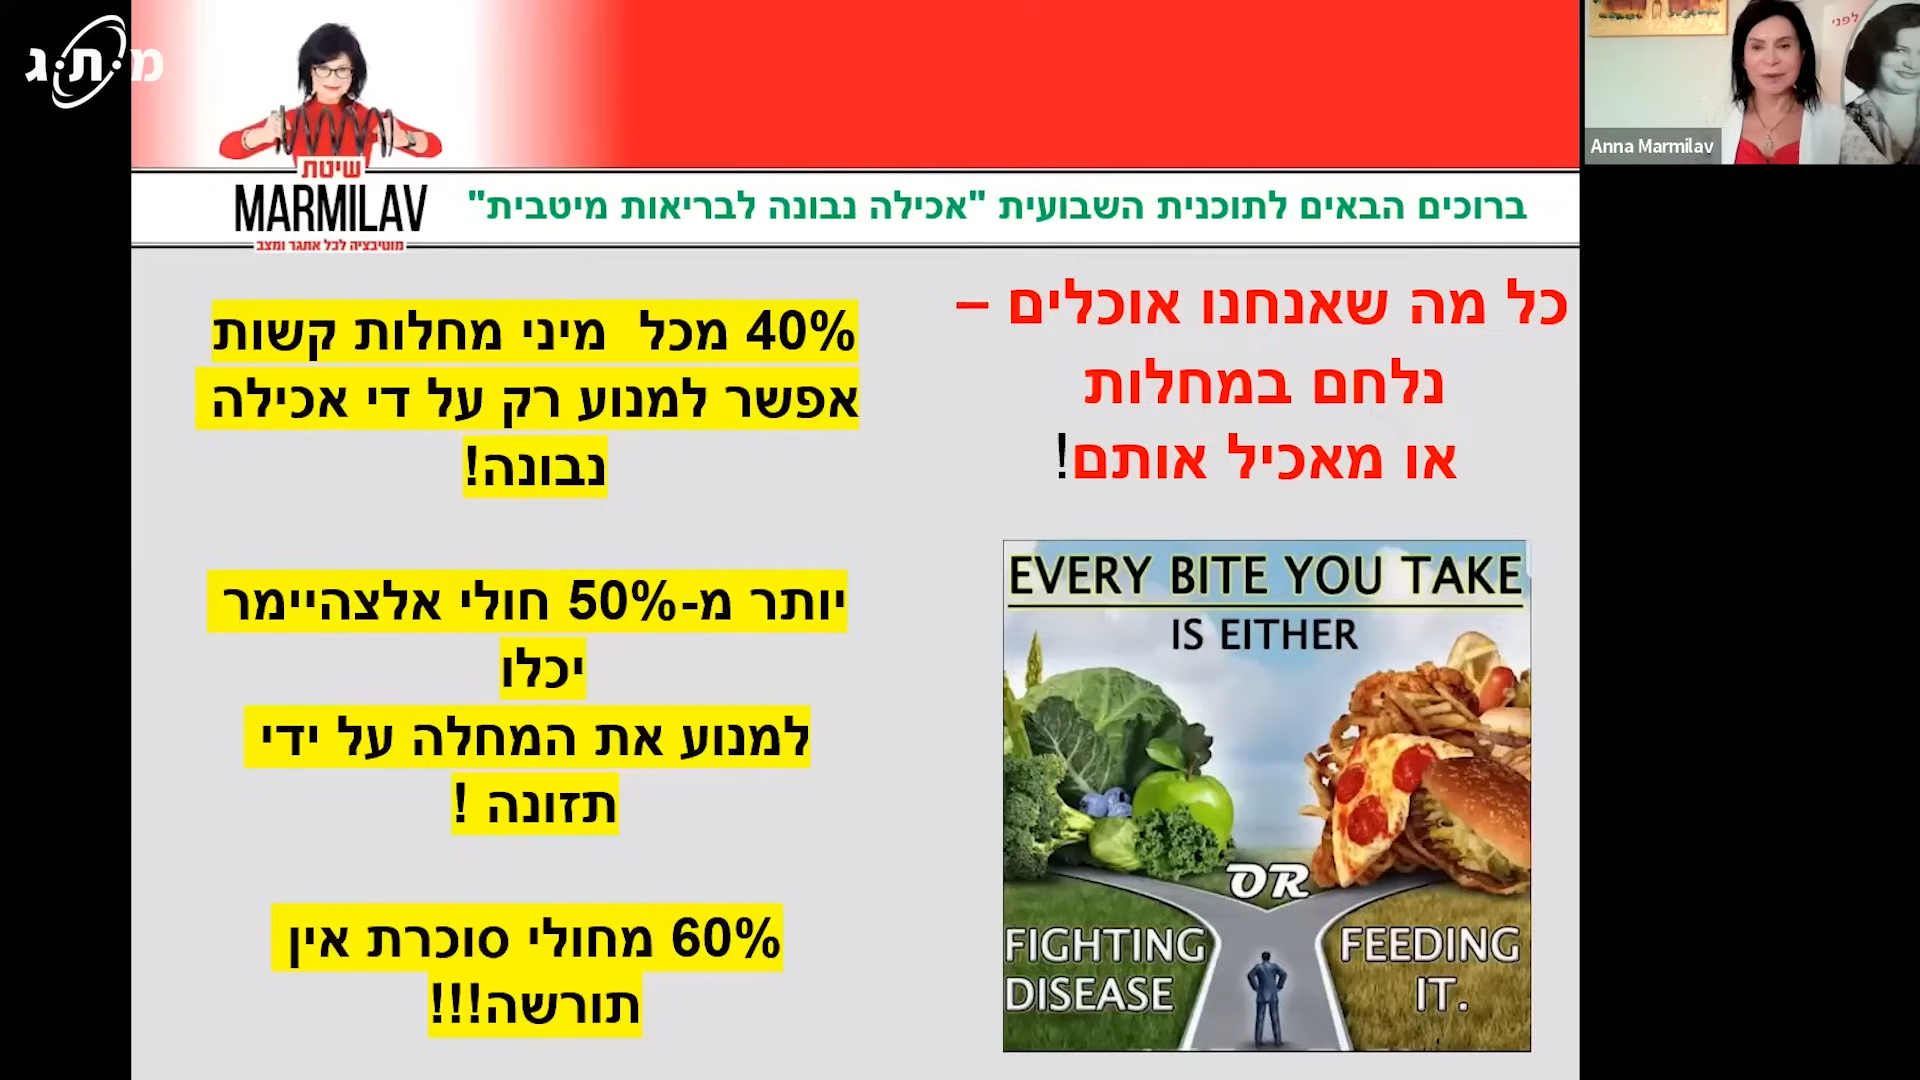 מ.ת.ג
לפני
Anna Marmilav
שיטת
MARMILAV
מוטיבציה לכל אתגר ומצב
ברוכים הבאים לתוכנית השבועית "אכילה נבונה לבריאות מיטבית"
כל מה שאנחנו אוכלים –
נלחם במחלות
או מאכיל אותם!
40% מכל מיני מחלות קשות
אפשר למנוע רק על די אכילה
נבונה!
יותר מ-50% חולי אלצהיימר
יכלו
למנוע את המחלה על ידי
תזונה !
60% מחולי סוכרת אין
תורשה!!!
EVERY BITE YOU TAKE
IS EITHER
OR
FIGHTING
DISEASE
FEEDING
IT.